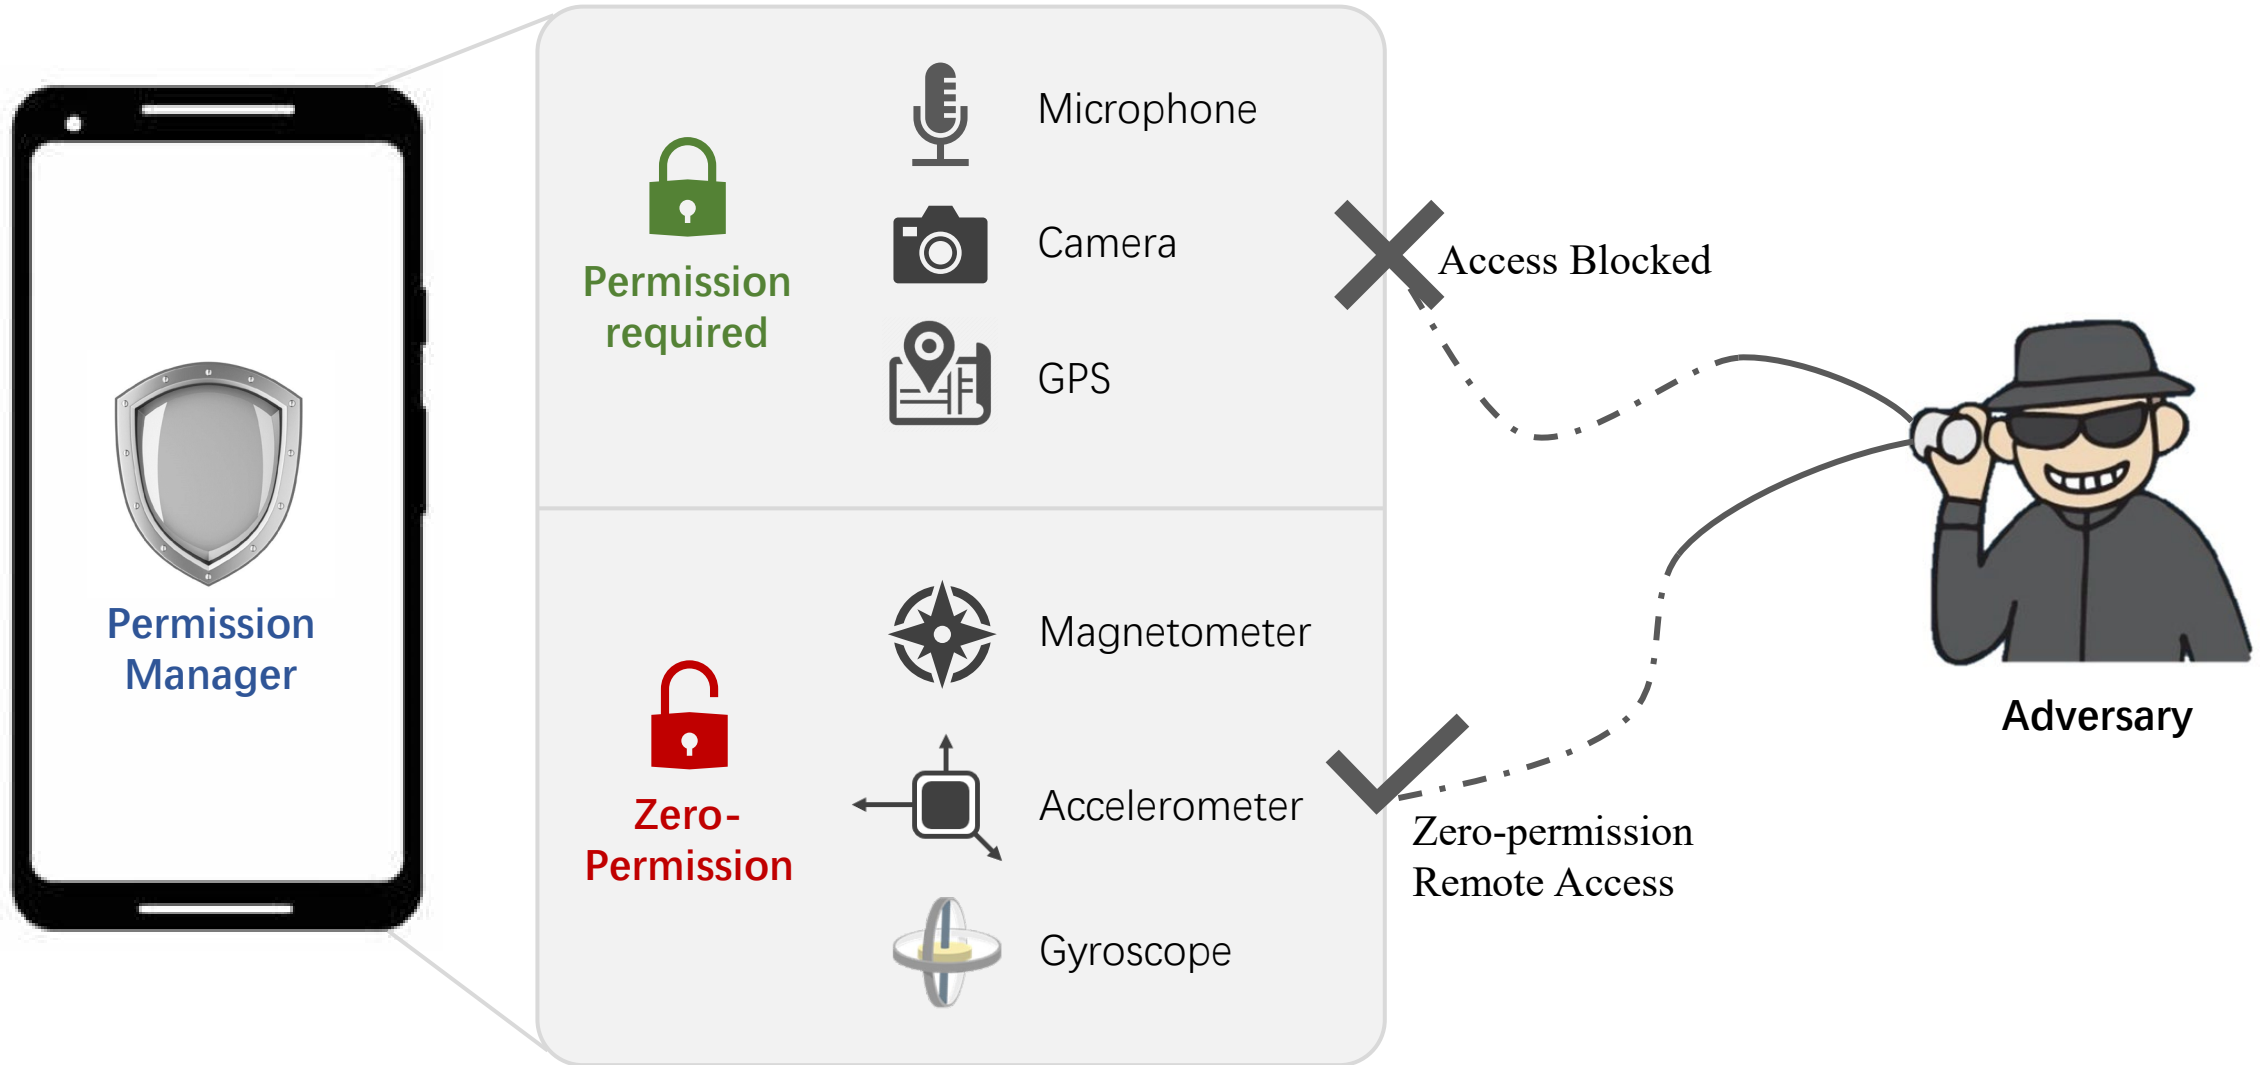 Permission
Manager
Permission
required
Microphone
Camera
GPS
Access Blocked
Zero-
Permission
Magnetometer
Accelerometer
Gyroscope
Zero-permission
Remote Access
Adversary